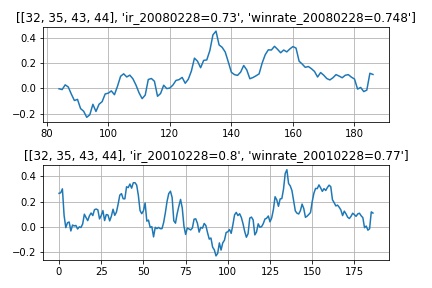 [[32, 35, 43, 44], 'ir_20080228=0.73', 'winrate_20080228=0.748']
0.4
0.2
0.0
−0.2
80 100 120 140 160 180
[[32, 35, 43, 44], 'ir_20010228=0.8', 'winrate_20010228=0.77']
0.4
0.2
0.0
−0.2
0 25 50 75 100 125 150 175